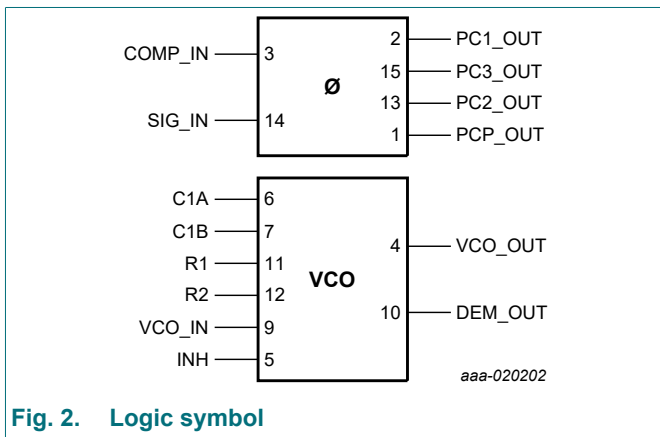 COMP_IN 3
SIG_IN 14
Ø
2 PC1_OUT
15 PC3_OUT
13 PC2_OUT
1 PCP_OUT
C1A 6
C1B 7
R1 11
R2 12
VCO_IN 9
INH 5
VCO
4 VCO_OUT
10 DEM_OUT
aaa-020202
Fig. 2. Logic symbol